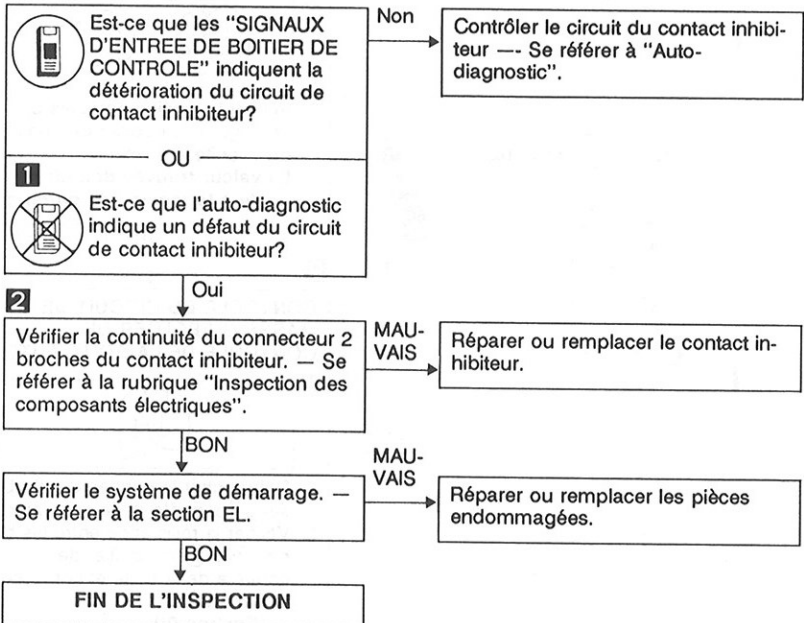 Est-ce que les “SIGNAUX
D'ENTREE DE BOITIER DE
CONTROLE” indiquent la
détérioration du circuit de
contact inhibiteur?
Non
Contrôler le circuit du contact inhibi-
teur —- Se référer à “Auto-
diagnostic”.
OU
1
Est-ce que l'auto-diagnostic
indique un défaut du circuit
de contact inhibiteur?
Oui
2
Vérifier la continuité du connecteur 2
broches du contact inhibiteur. — Se
référer à la rubrique “Inspection des
composants électriques”.
MAU-
VAIS
Réparer ou remplacer le contact in-
hibiteur.
BON
Vérifier le système de démarrage. —
Se référer à la section EL.
MAU-
VAIS
Réparer ou remplacer les pièces
endommagées.
BON
FIN DE L'INSPECTION